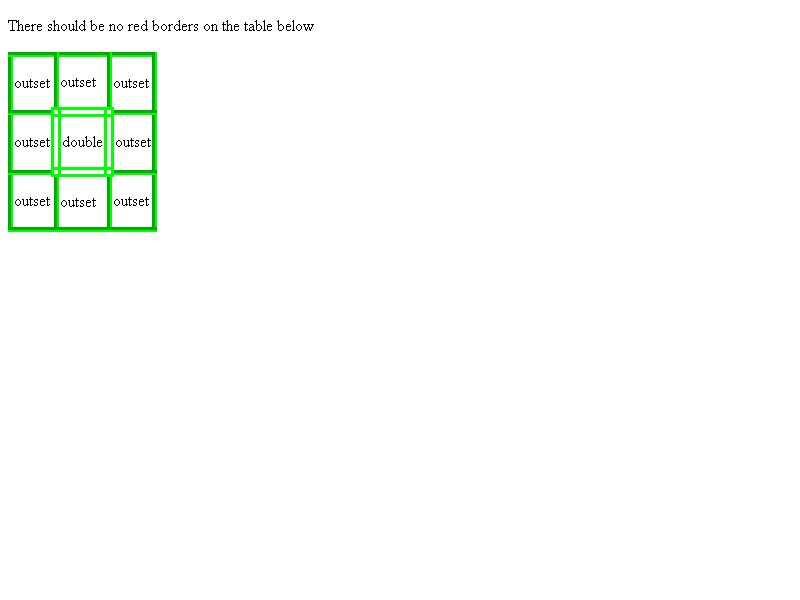 There should be no red borders on the table below
outset outset outset
outset double outset
outset outset outset